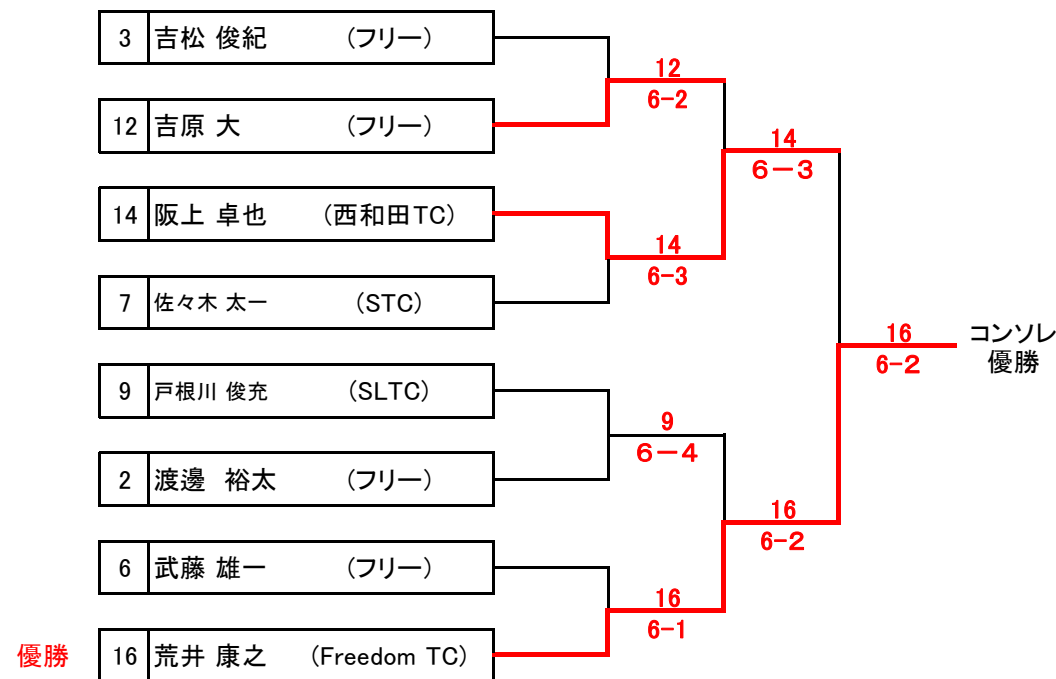 3 吉松 俊紀 （フリー）
12
6-2
12 吉原 大 （フリー）
14
６－３
14 阪上 卓也 （西和田TC）
14
6-3
7 佐々木 太一 （STC）
16
6-2
コンソレ
優勝
9 戸根川 俊充 （SLTC）
9
６－４
2 渡邊　裕太 （フリー）
16
6-2
6 武藤 雄一 （フリー）
16
6-1
優勝 16 荒井 康之 （Freedom TC）